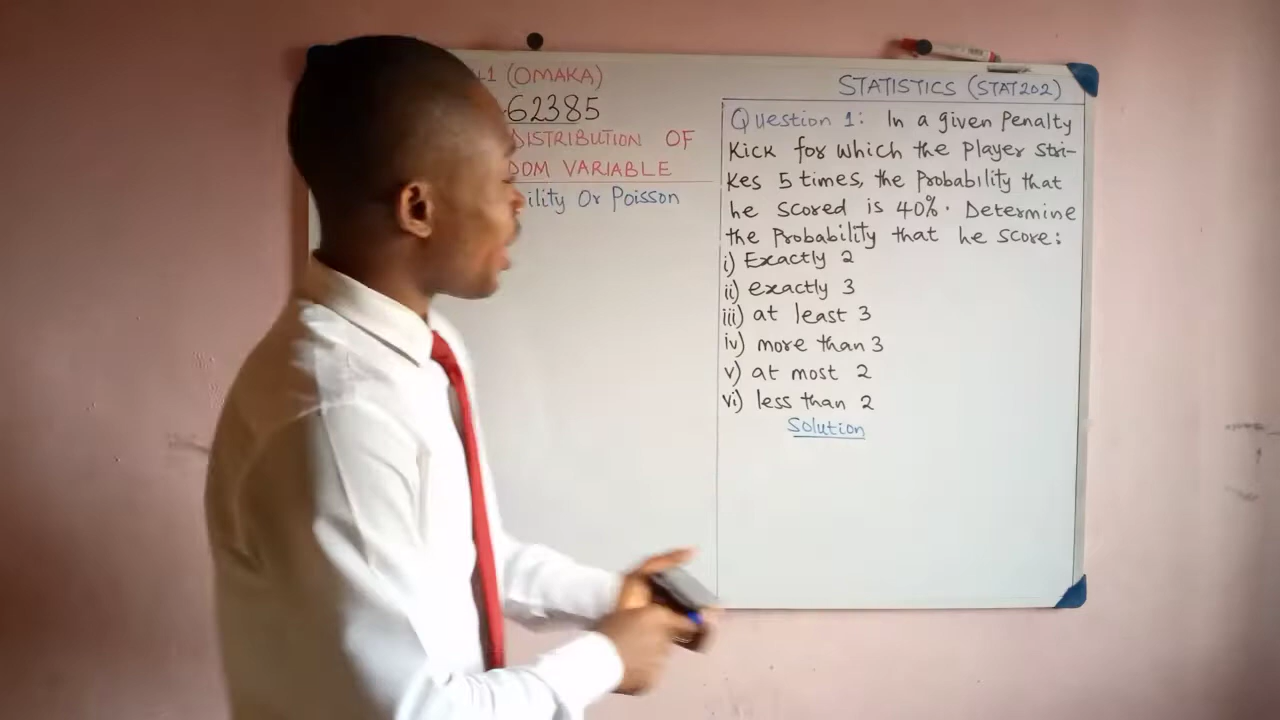 (OMAKA)
62385
DISTRIBUTION OF
VARIABLE
Or Poisson
STATISTICS (STAT202)
Question 1: In a given Penalty
Kick for which the Player Stri-
Kes 5 times, the Probability that
he scored is 40%. Determine
the Probability that he score:
i) Exactly 2
ii) exactly 3
iii) at least 3
iv) more than 3
v) at most 2
vi) less than 2
Solution